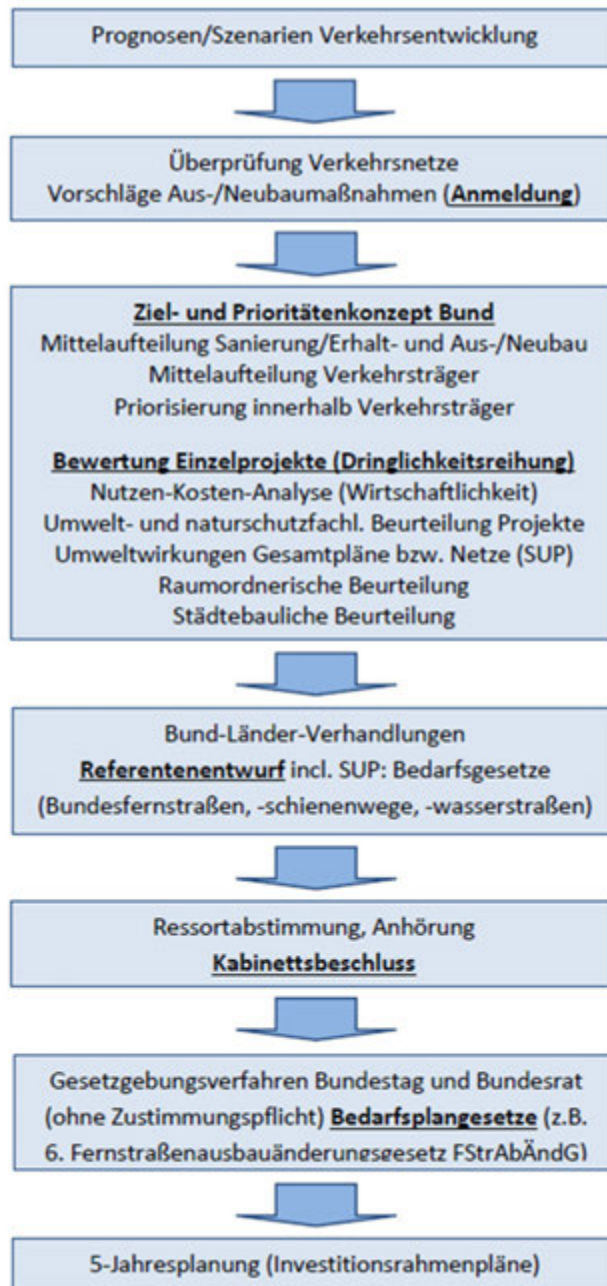 Prognosen/Szenarien Verkehrsentwicklung
Überprüfung Verkehrsnetze
Vorschläge Aus-/Neubaumaßnahmen (Anmeldung)
Ziel- und Prioritätenkonzept Bund
Mittelaufteilung Sanierung/Erhalt- und Aus-/Neubau
Mittelaufteilung Verkehrsträger
Priorisierung innerhalb Verkehrsträger
Bewertung Einzelprojekte (Dringlichkeitsreihung)
Nutzen-Kosten-Analyse (Wirtschaftlichkeit)
Umwelt- und naturschutzfachl. Beurteilung Projekte
Umweltwirkungen Gesamtpläne bzw. Netze (SUP)
Raumordnerische Beurteilung
Städtebauliche Beurteilung
Bund-Länder-Verhandlungen
Referentenentwurf incl. SUP: Bedarfsgesetze
(Bundesfernstraßen, -schienenwege, -wasserstraßen)
Ressortabstimmung, Anhörung
Kabinettsbeschluss
Gesetzgebungsverfahren Bundestag und Bundesrat
(ohne Zustimmungspflicht) Bedarfsplangesetze (z.B.
6. Fernstraßenausbauänderungsgesetz FStrAbÄndG)
5-Jahresplanung (Investitionsrahmenpläne)